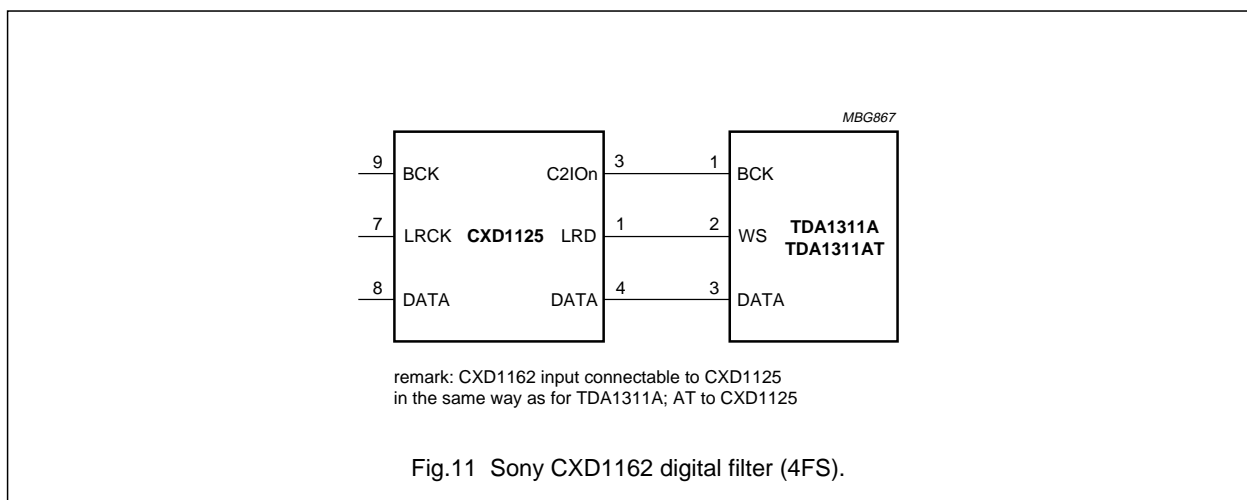 MBG867
9 BCK C2IOn 3 1 BCK
7 LRCK CXD1125 LRD 1 2 WS TDA1311A
TDA1311AT
8 DATA DATA 4 3 DATA
remark: CXD1162 input connectable to CXD1125
in the same way as for TDA1311A; AT to CXD1125
Fig.11 Sony CXD1162 digital filter (4FS).